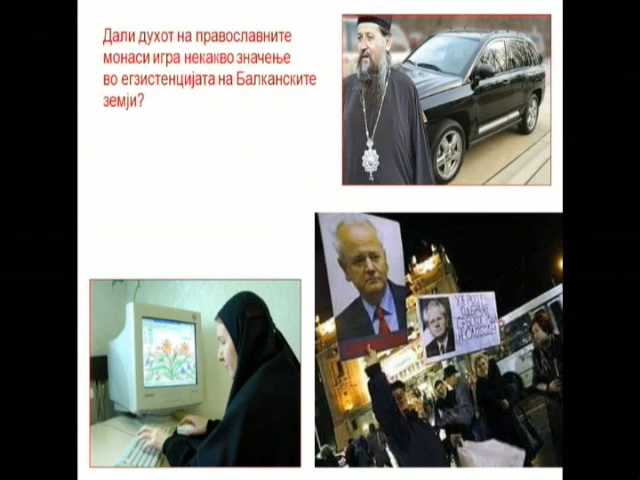 Дали духот на православните
монаси игра некакво значење
во егзистенцијата на Балканските
земји?